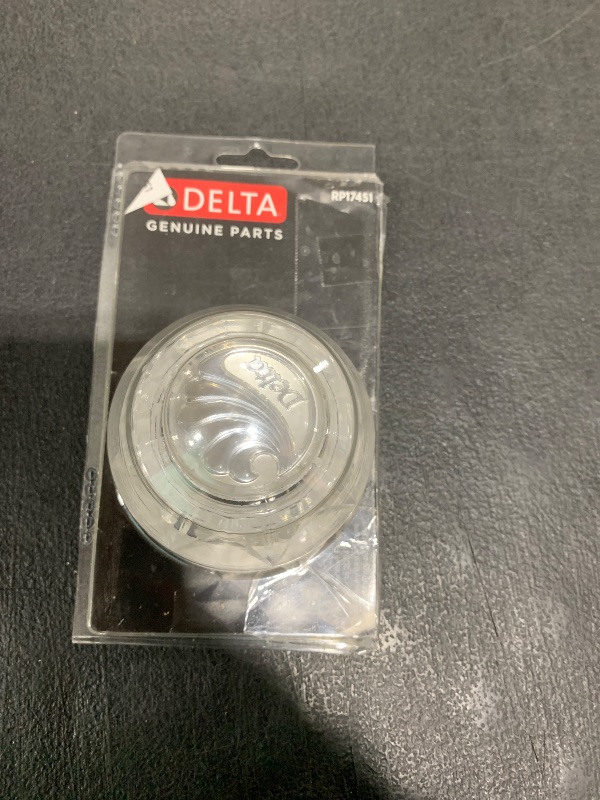 DELTA
RP17451
GENUINE PARTS
Delta